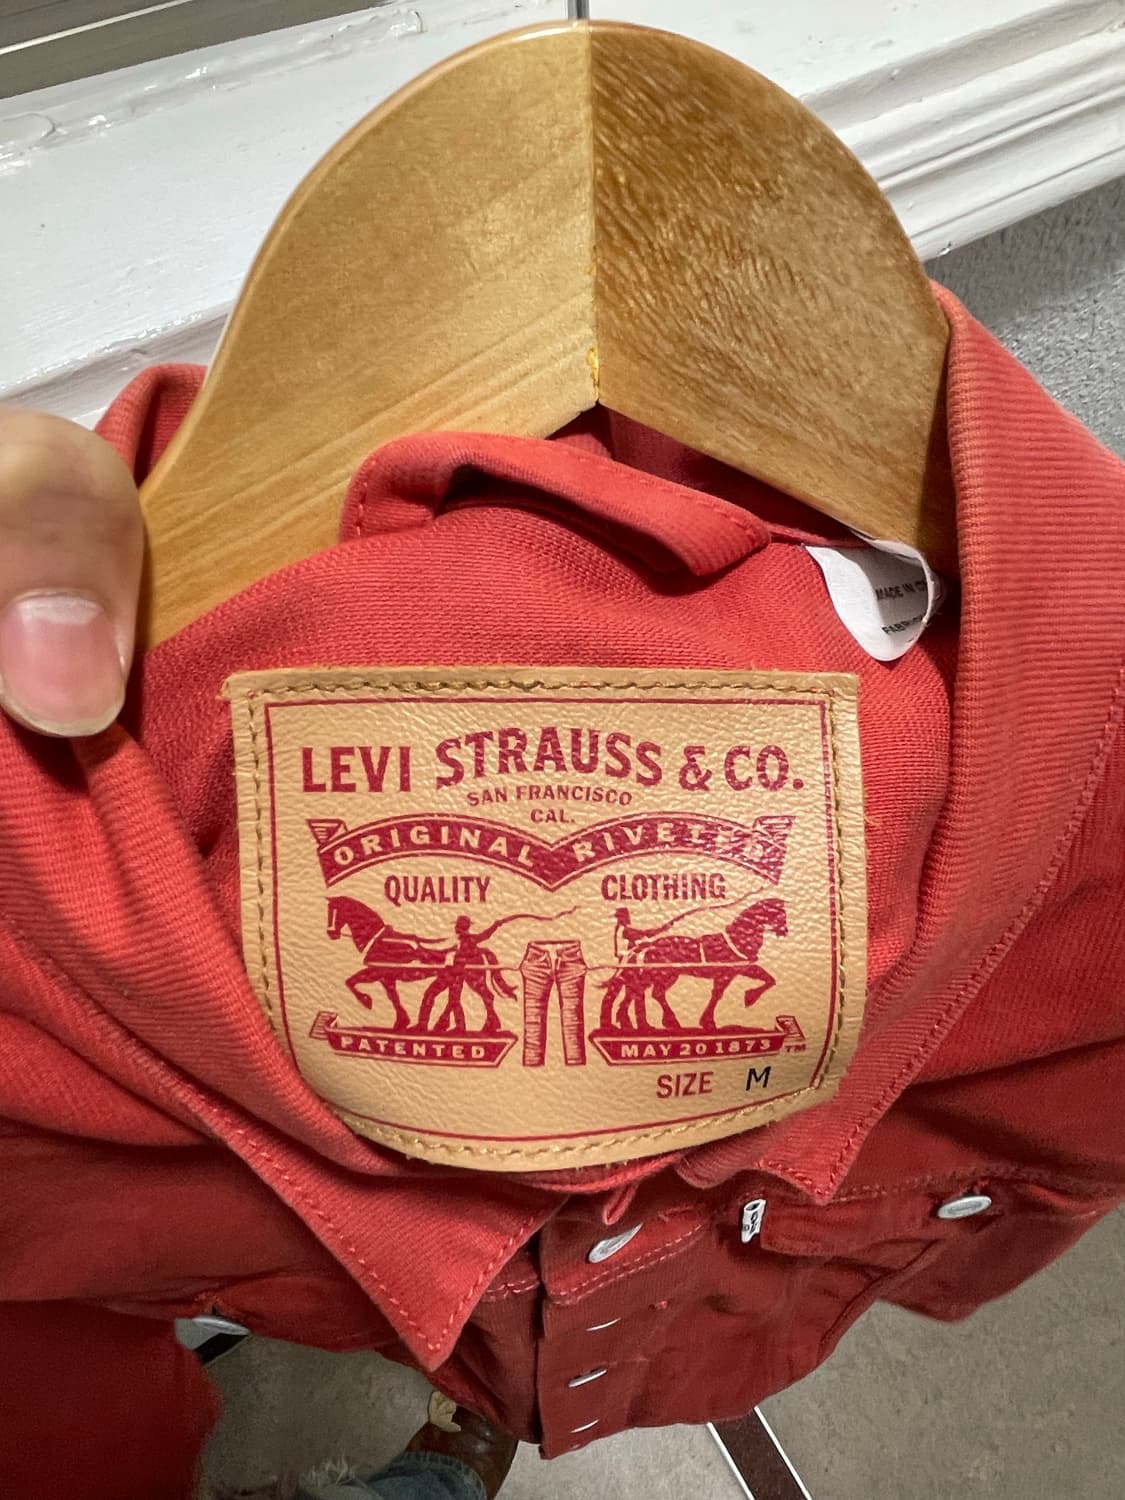 MADE IN
LEVI STRAUSS & CO.
SAN FRANCISCO
CAL.
ORIGINAL RIVETED
QUALITY CLOTHING
PATENTED MAY 20 1873 ™
SIZE M